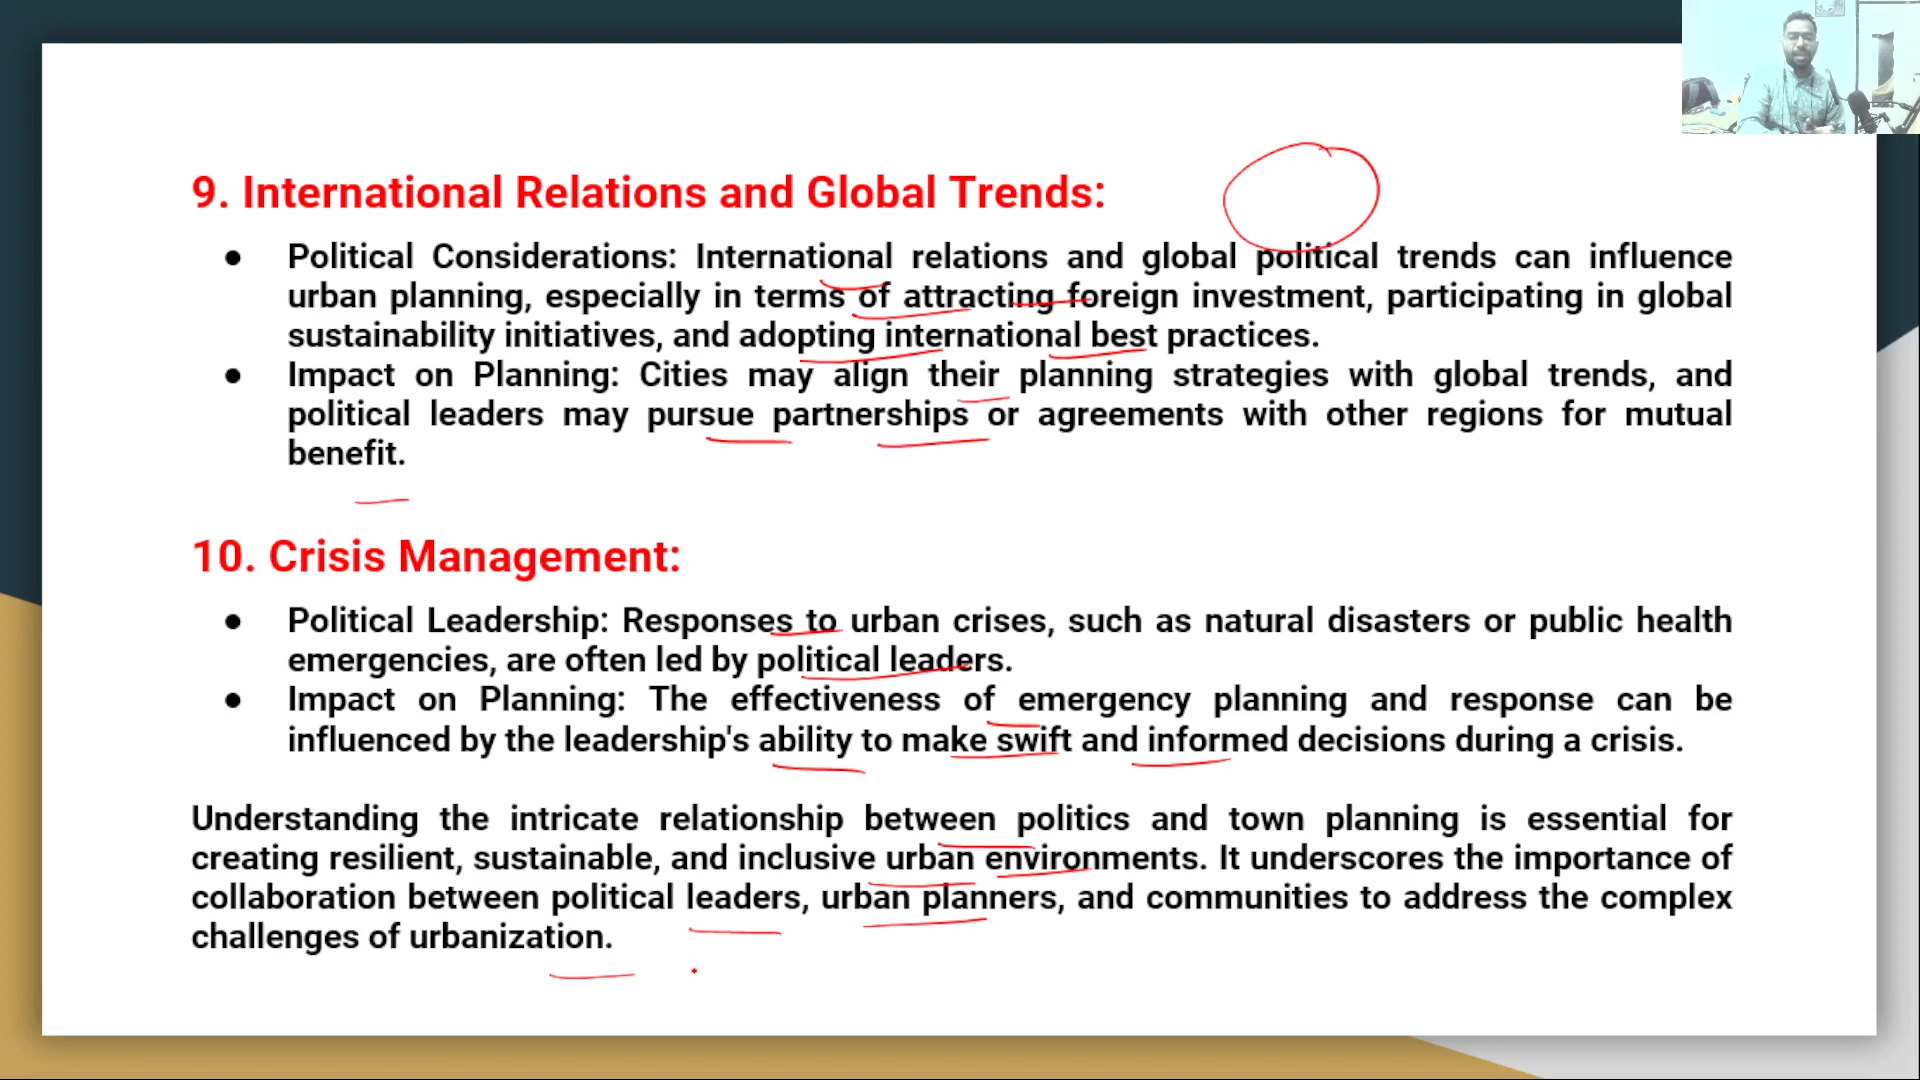 9. International Relations and Global Trends:
● Political Considerations: International relations and global political trends can influence
urban planning, especially in terms of attracting foreign investment, participating in global
sustainability initiatives, and adopting international best practices.
● Impact on Planning: Cities may align their planning strategies with global trends, and
political leaders may pursue partnerships or agreements with other regions for mutual
benefit.
10. Crisis Management:
● Political Leadership: Responses to urban crises, such as natural disasters or public health
emergencies, are often led by political leaders.
● Impact on Planning: The effectiveness of emergency planning and response can be
influenced by the leadership's ability to make swift and informed decisions during a crisis.
Understanding the intricate relationship between politics and town planning is essential for
creating resilient, sustainable, and inclusive urban environments. It underscores the importance of
collaboration between political leaders, urban planners, and communities to address the complex
challenges of urbanization.